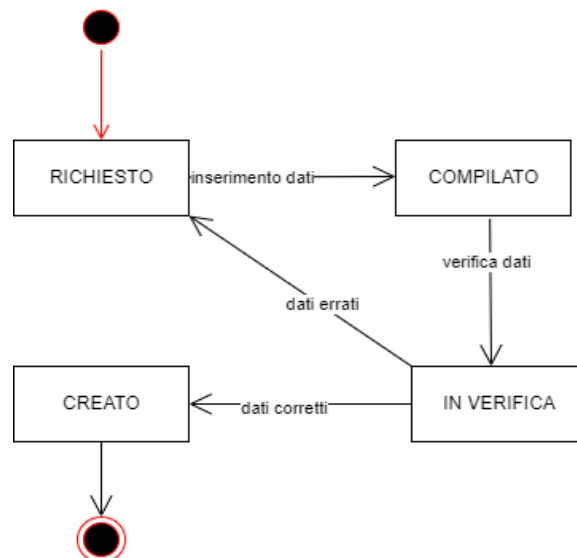 RICHIESTO
inserimento dati
COMPILATO
verifica dati
dati errati
CREATO
dati corretti
IN VERIFICA